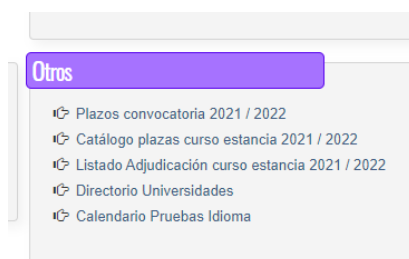 Otros
Plazos convocatoria 2021 / 2022
Catálogo plazas curso estancia 2021 / 2022
Listado Adjudicación curso estancia 2021 / 2022
Directorio Universidades
Calendario Pruebas Idioma